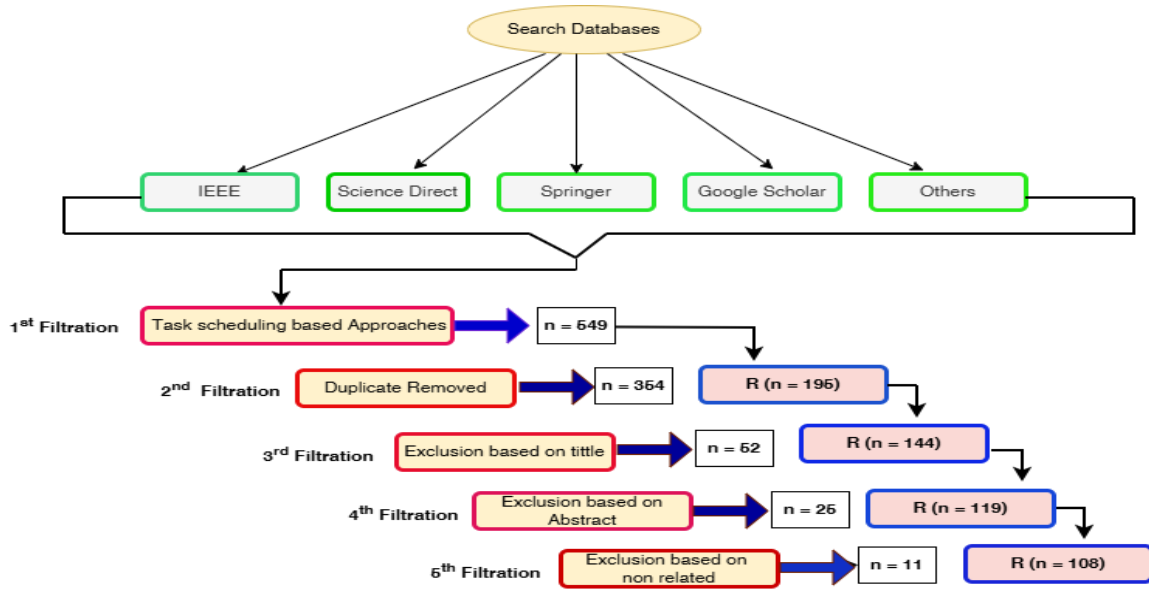 Search Databases
IEEE
Science Direct
Springer
Google Scholar
Others
1st Filtration
Task scheduling based Approaches
n = 549
2nd Filtration
Duplicate Removed
n = 354
R (n = 195)
3rd Filtration
Exclusion based on tittle
n = 52
R (n = 144)
4th Filtration
Exclusion based on
Abstract
n = 25
R (n = 119)
5th Filtration
Exclusion based on
non related
n = 11
R (n = 108)